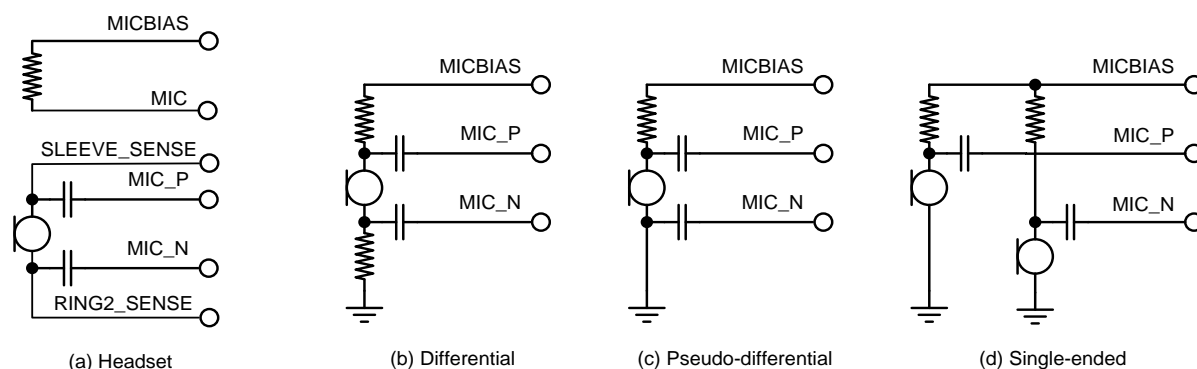 MICBIAS
MIC
SLEEVE_SENSE
MIC_P
MIC_N
RING2_SENSE
(a) Headset
MICBIAS
MIC_P
MIC_N
(b) Differential
MICBIAS
MIC_P
MIC_N
(c) Pseudo-differential
MICBIAS
MIC_P
MIC_N
(d) Single-ended